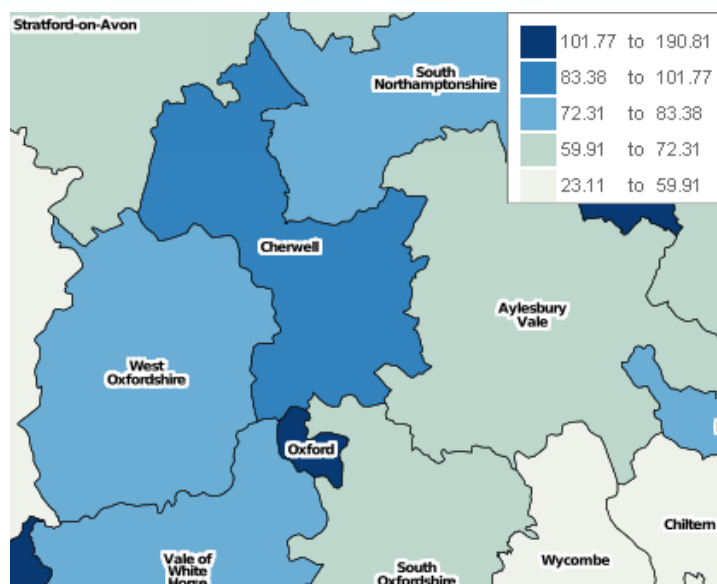 Stratford-on-Avon
South
Northamptonshire
101.77 to 190.81
83.38 to 101.77
72.31 to 83.38
59.91 to 72.31
23.11 to 59.91
Cherwell
Aylesbury
Vale
West
Oxfordshire
Oxford
Chiltern
Vale of
White
Horse
South
Oxfordshire
Wycombe